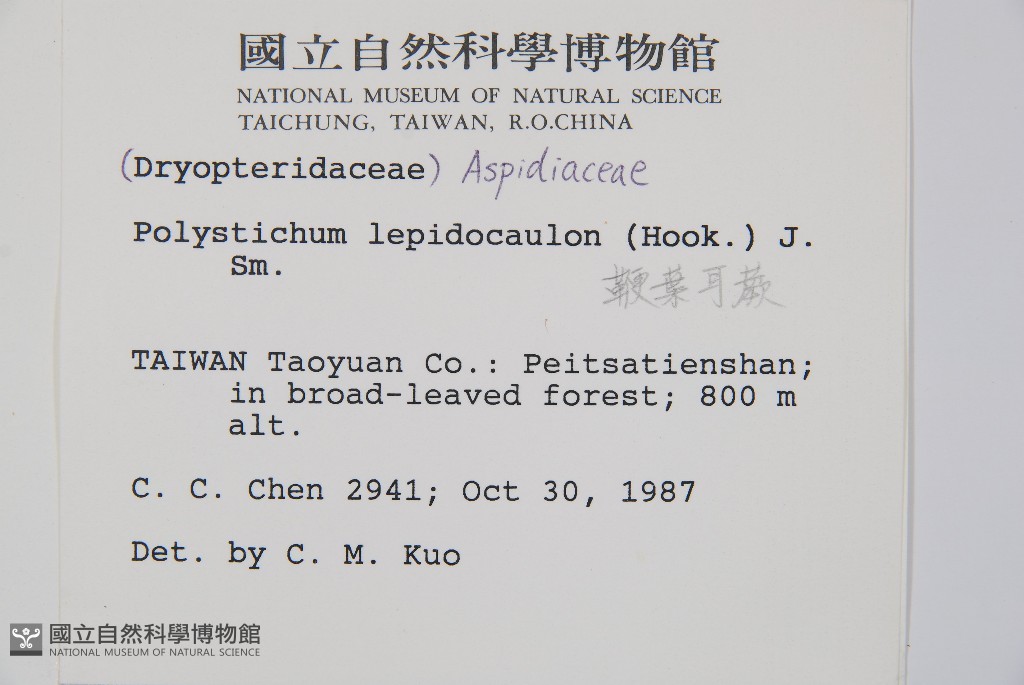 國立自然科學博物館
NATIONAL MUSEUM OF NATURAL SCIENCE
TAICHUNG, TAIWAN, R.O.CHINA
(Dryopteridaceae) Aspidiaceae
Polystichum lepidocaulon (Hook.) J.
Sm.
鞭葉耳蕨
TAIWAN Taoyuan Co.: Peitsatienshan;
in broad-leaved forest; 800 m
alt.
C. C. Chen 2941; Oct 30, 1987
Det. by C. M. Kuo
國立自然科學博物館
NATIONAL MUSEUM OF NATURAL SCIENCE